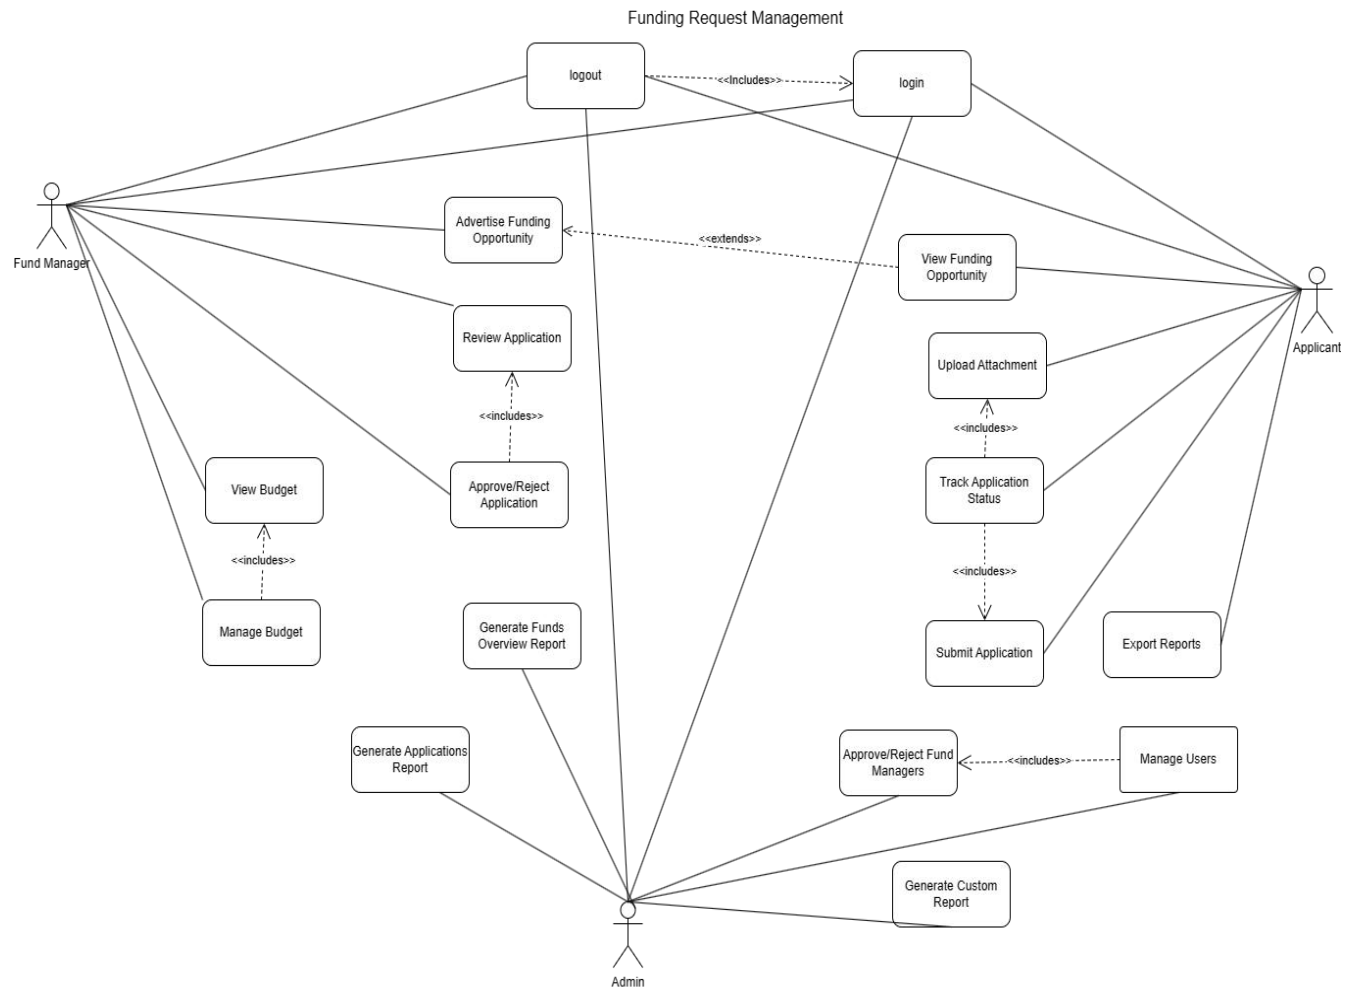 Funding Request Management
logout
<<Includes>>
login
Advertise Funding
Opportunity
<<extends>>
View Funding
Opportunity
Fund Manager
Review Application
Upload Attachment
Applicant
<<includes>>
<<includes>>
View Budget
Approve/Reject
Application
Track Application
Status
<<includes>>
<<includes>>
Manage Budget
Generate Funds
Overview Report
Submit Application
Export Reports
Generate Applications
Report
Approve/Reject Fund
Managers
<<includes>>
Manage Users
Generate Custom
Report
Admin